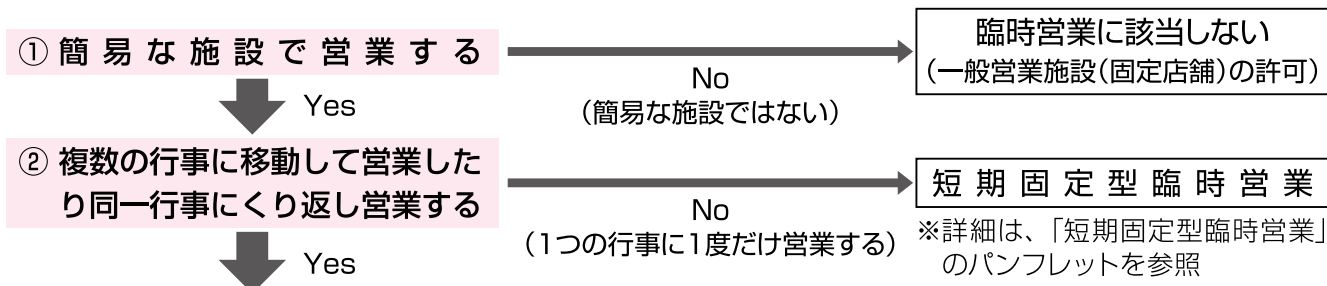 ①簡易な施設で営業する
No
(簡易な施設ではない)
臨時営業に該当しない
(一般営業施設(固定店舗)の許可)
Yes
②複数の行事に移動して営業した
り同一行事にくり返し営業する
No
(1つの行事に1度だけ営業する)
短期固定型臨時営業
※詳細は、「短期固定型臨時営業」
のパンフレットを参照
Yes